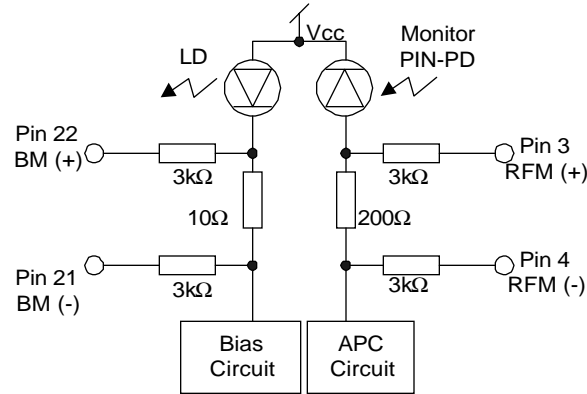 Vcc
LD
Monitor
PIN-PD
Pin 22
BM (+)
3kΩ
3kΩ
Pin 3
RFM (+)
10Ω
200Ω
Pin 21
BM (-)
3kΩ
3kΩ
Pin 4
RFM (-)
Bias
Circuit
APC
Circuit